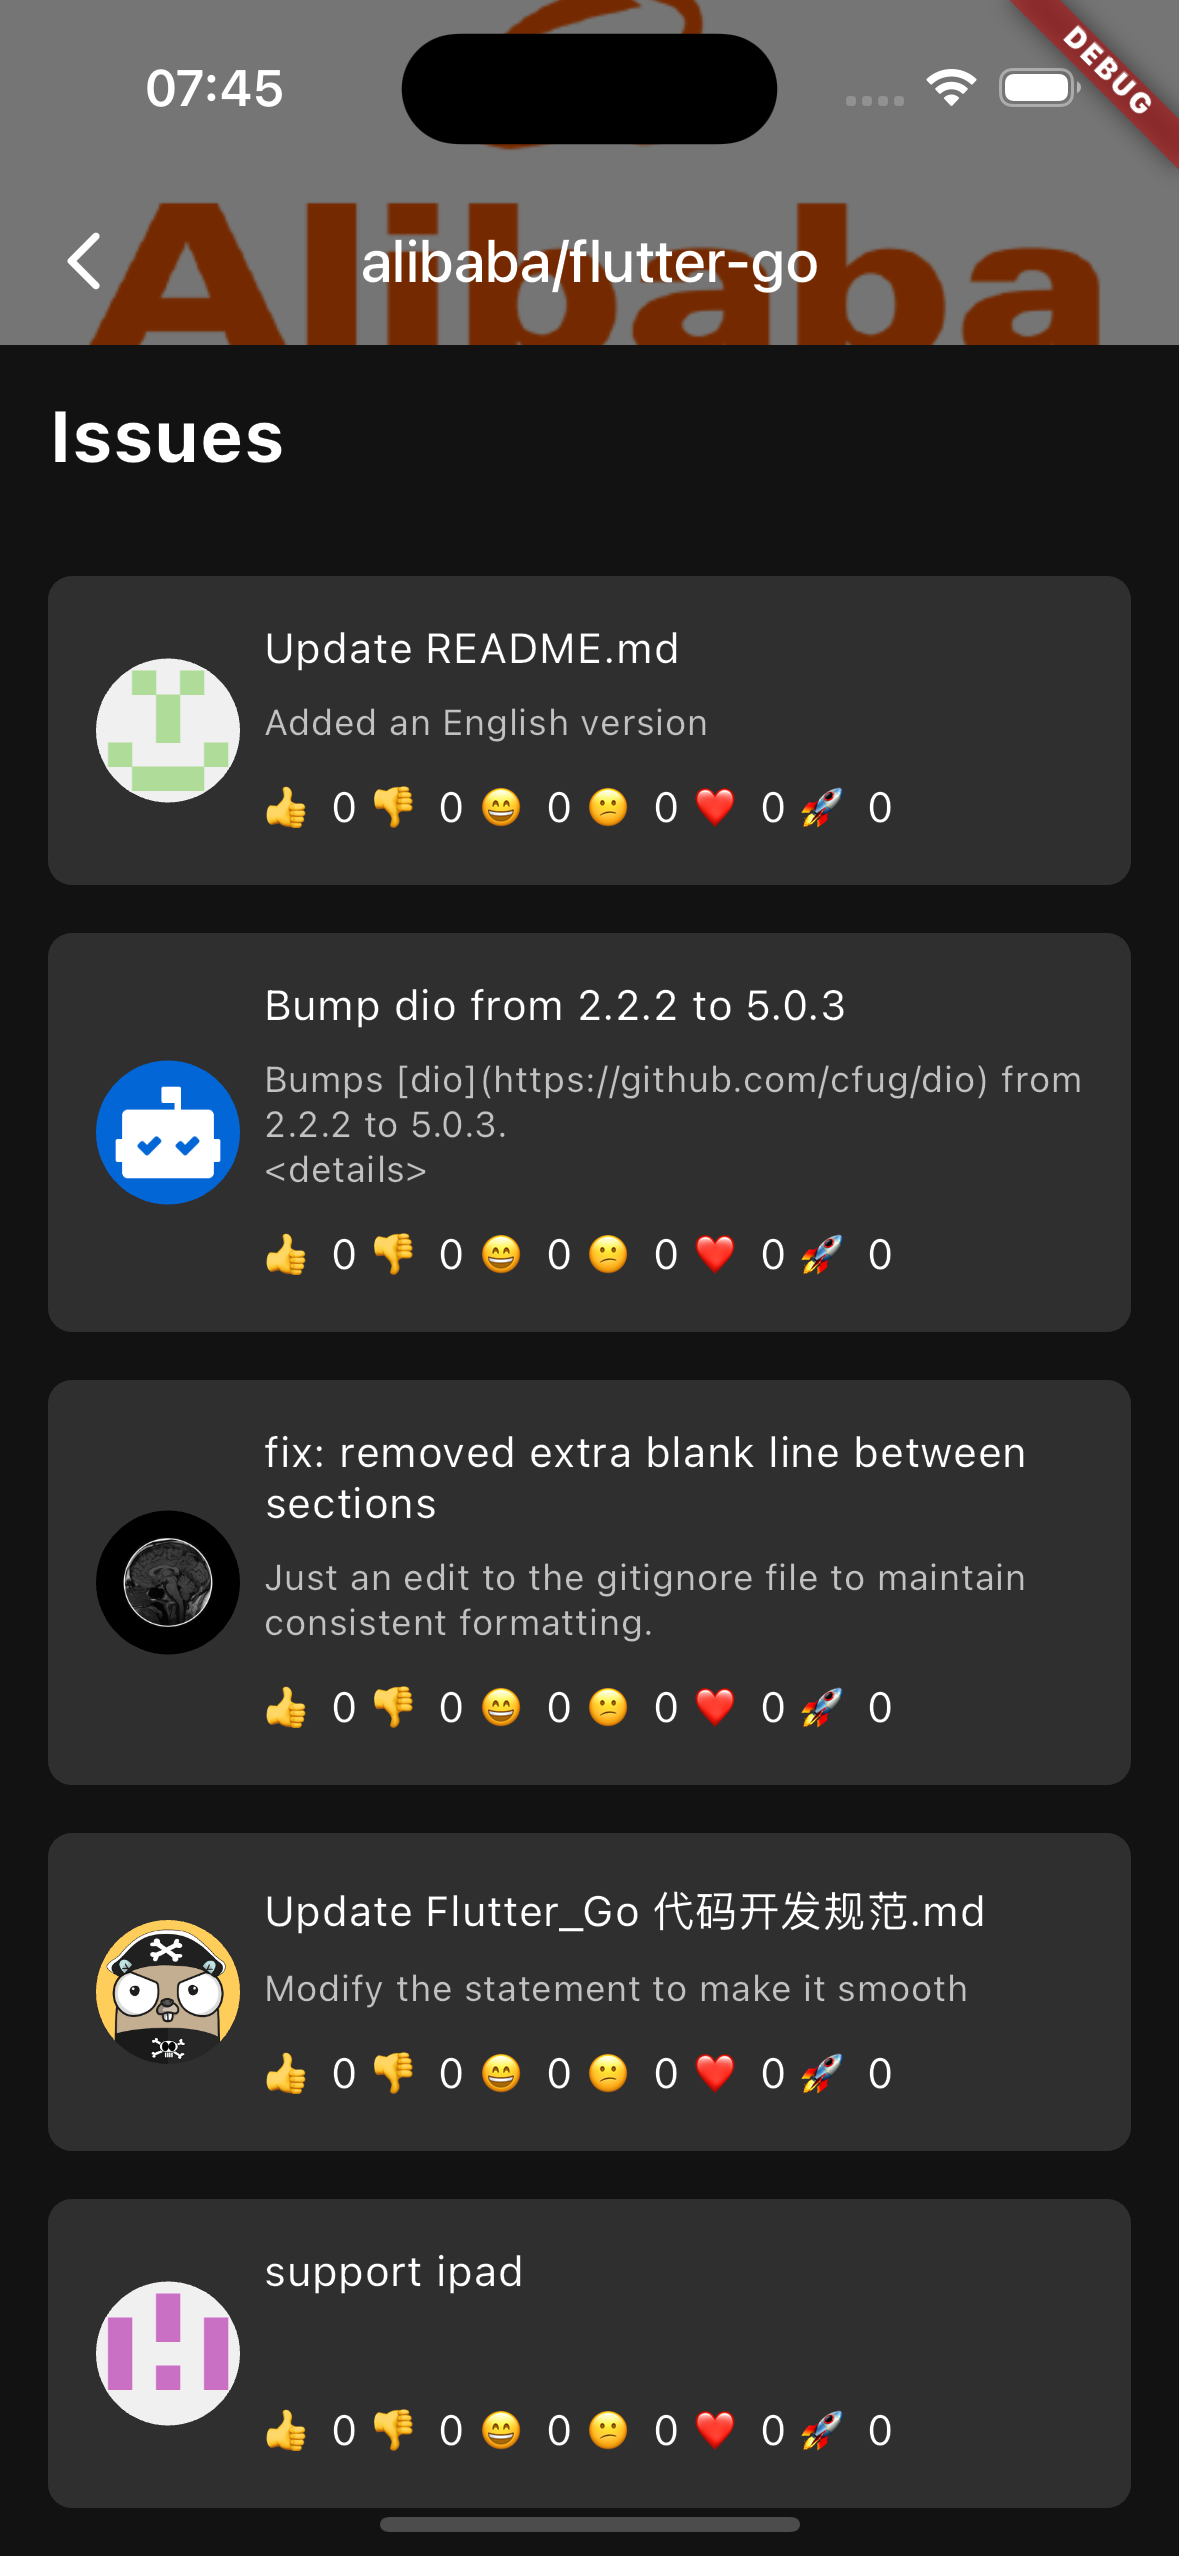 07:45
DEBUG
Alibaba
alibaba/flutter-go
Issues
Update README.md
Added an English version
👍 0 👎 0 😄 0 😕 0 ❤️ 0 🚀 0
Bump dio from 2.2.2 to 5.0.3
Bumps [dio](https://github.com/cfug/dio) from
2.2.2 to 5.0.3.
<details>
👍 0 👎 0 😄 0 😕 0 ❤️ 0 🚀 0
fix: removed extra blank line between
sections
Just an edit to the gitignore file to maintain
consistent formatting.
👍 0 👎 0 😄 0 😕 0 ❤️ 0 🚀 0
Update Flutter_Go 代码开发规范.md
Modify the statement to make it smooth
👍 0 👎 0 😄 0 😕 0 ❤️ 0 🚀 0
support ipad
👍 0 👎 0 😄 0 😕 0 ❤️ 0 🚀 0